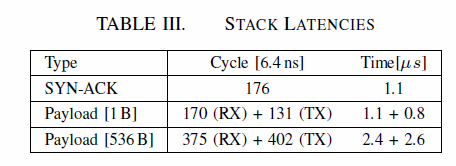 TABLE III. STACK LATENCIES
Type Cycle [6.4 ns] Time[μs]
SYN-ACK 176 1.1
Payload [1 B] 170 (RX) + 131 (TX) 1.1 + 0.8
Payload [536 B] 375 (RX) + 402 (TX) 2.4 + 2.6